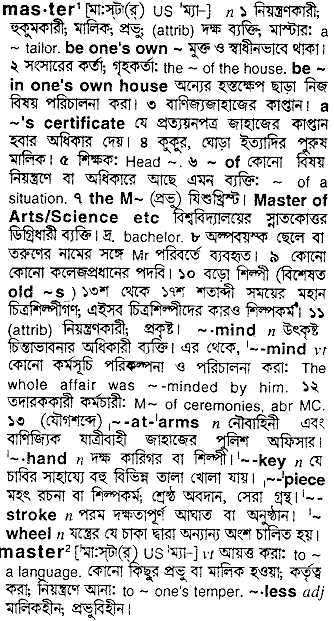 mas·ter¹ [ˈমা:স্টা(র্) US ˈম্যা–] n ১ নিয়ন্ত্রণকারী;
হুকুমকারী; মালিক; প্রভু; (attrib) দক্ষ ব্যক্তি; মাস্টার: a
~ tailor. be one's own ~ মুক্ত ও স্বাধীনভাবে থাকা।
২ সংসারের কর্তা; গৃহকর্তা: the ~ of the house. be ~
in one's own house অন্যের হস্তক্ষেপ ছাড়া নিজ
বিষয় পরিচালনা করা। ৩ বাণিজ্যজাহাজের কাপ্তান। a
~'s certificate যে প্রত্যয়নপত্র জাহাজের কাপ্তান
হবার অধিকার দেয়। ৪ কুকুর, ঘোড়া ইত্যাদির পুরুষ
মালিক। ৫ শিক্ষক: Head ~. ৬ ~ of কোনো বিষয়
নিয়ন্ত্রণে বা অধিকারে আছে এমন ব্যক্তি: ~ of a
situation. ৭ the M~ (প্রভু) যিশুখ্রিস্ট। Master of
Arts/Science etc বিশ্ববিদ্যালয়ের স্নাতকোত্তর
ডিগ্রিধারী ব্যক্তি। দ্র. bachelor. ৮ অল্পবয়স্ক ছেলে বা
তরুণের নামের সঙ্গে Mr পরিবর্তে ব্যবহৃত। ৯ কোনো
কোনো কলেজপ্রধানের পদবি। ১০ বড়ো শিল্পী (বিশেষত
old ~s) ১৩শ থেকে ১৭শ শতাব্দী সময়ের মহান
চিত্রশিল্পীগণ; এইসব চিত্রশিল্পীদের কারও শিল্পকর্ম। ১১
(attrib) নিয়ন্ত্রণকারী; প্রকৃষ্ট। ~-mind n উৎকৃষ্ট
চিন্তাভাবনার অধিকারী ব্যক্তি। এর থেকে, ˈ~-mind vt
কোনো কর্মসূচি পরিকল্পনা ও পরিচালনা করা: The
whole affair was ~-minded by him. ১২
তদারককারী কর্মচারী: M~ of ceremonies, abr MC.
১৩ (যৌগশব্দে) ~-at-ˈarms n নৌবাহিনী এবং
বাণিজ্যিক যাত্রীবাহী জাহাজের পুলিশ অফিসার।
ˈ~-hand n দক্ষ কারিগর বা শিল্পী। ˈ~-key n যে
চাবির সাহায্যে বহু বিভিন্ন তালা খোলা যায়। ˌ~-ˈpiece
মহৎ রচনা বা শিল্পকর্ম; শ্রেষ্ঠ অবদান, সেরা গ্রন্থ। ˈ~-
stroke n পরম দক্ষতাপূর্ণ আঘাত বা অনুষ্ঠান। ˈ~
wheel n যন্ত্রের যে চাকা দ্বারা অন্যান্য অংশ চালিত হয়।
master² [ˈমা:স্টা(র্) US ˈম্যা–] vt আয়ত্ত করা: to ~
a language. কোনো কিছুর প্রভু বা মালিক হওয়া; কর্তৃত্ব
করা; নিয়ন্ত্রণে আনা: to ~ one's temper. ~·less adj
মালিকহীন; প্রভুবিহীন।